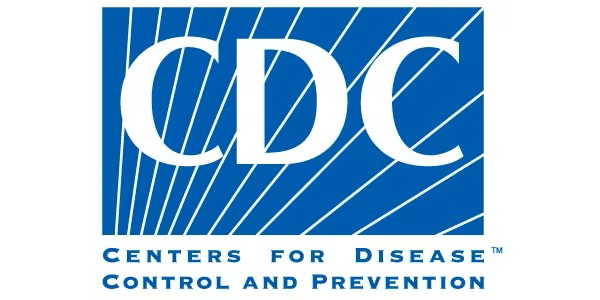 CDC
CENTERS FOR DISEASE™
CONTROL AND PREVENTION